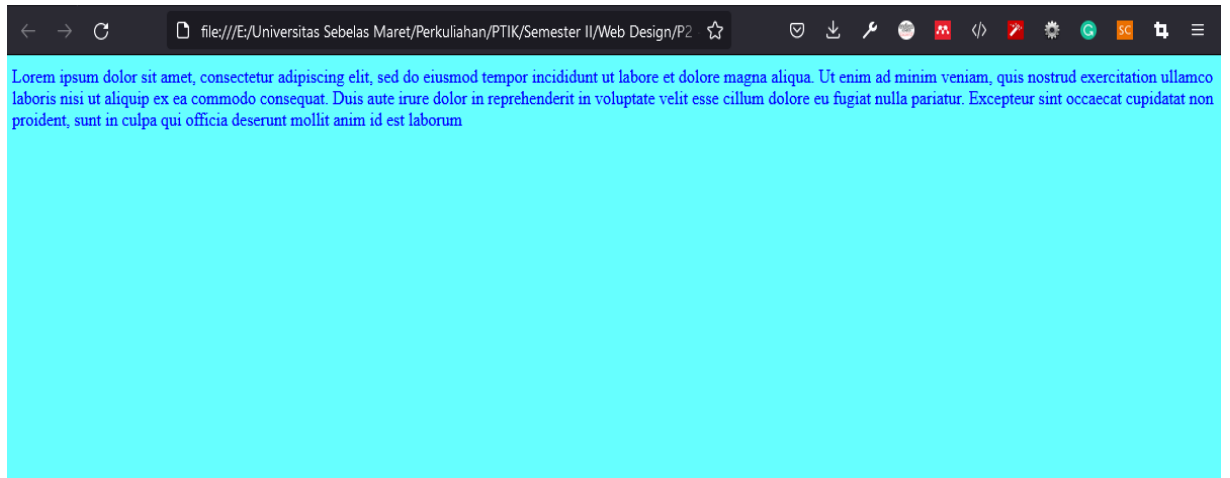 file:///E:/Universitas Sebelas Maret/Perkuliahan/PTIK/Semester II/Web Design/P2
SC
Lorem ipsum dolor sit amet, consectetur adipiscing elit, sed do eiusmod tempor incididunt ut labore et dolore magna aliqua. Ut enim ad minim veniam, quis nostrud exercitation ullamco
laboris nisi ut aliquip ex ea commodo consequat. Duis aute irure dolor in reprehenderit in voluptate velit esse cillum dolore eu fugiat nulla pariatur. Excepteur sint occaecat cupidatat non
proident, sunt in culpa qui officia deserunt mollit anim id est laborum